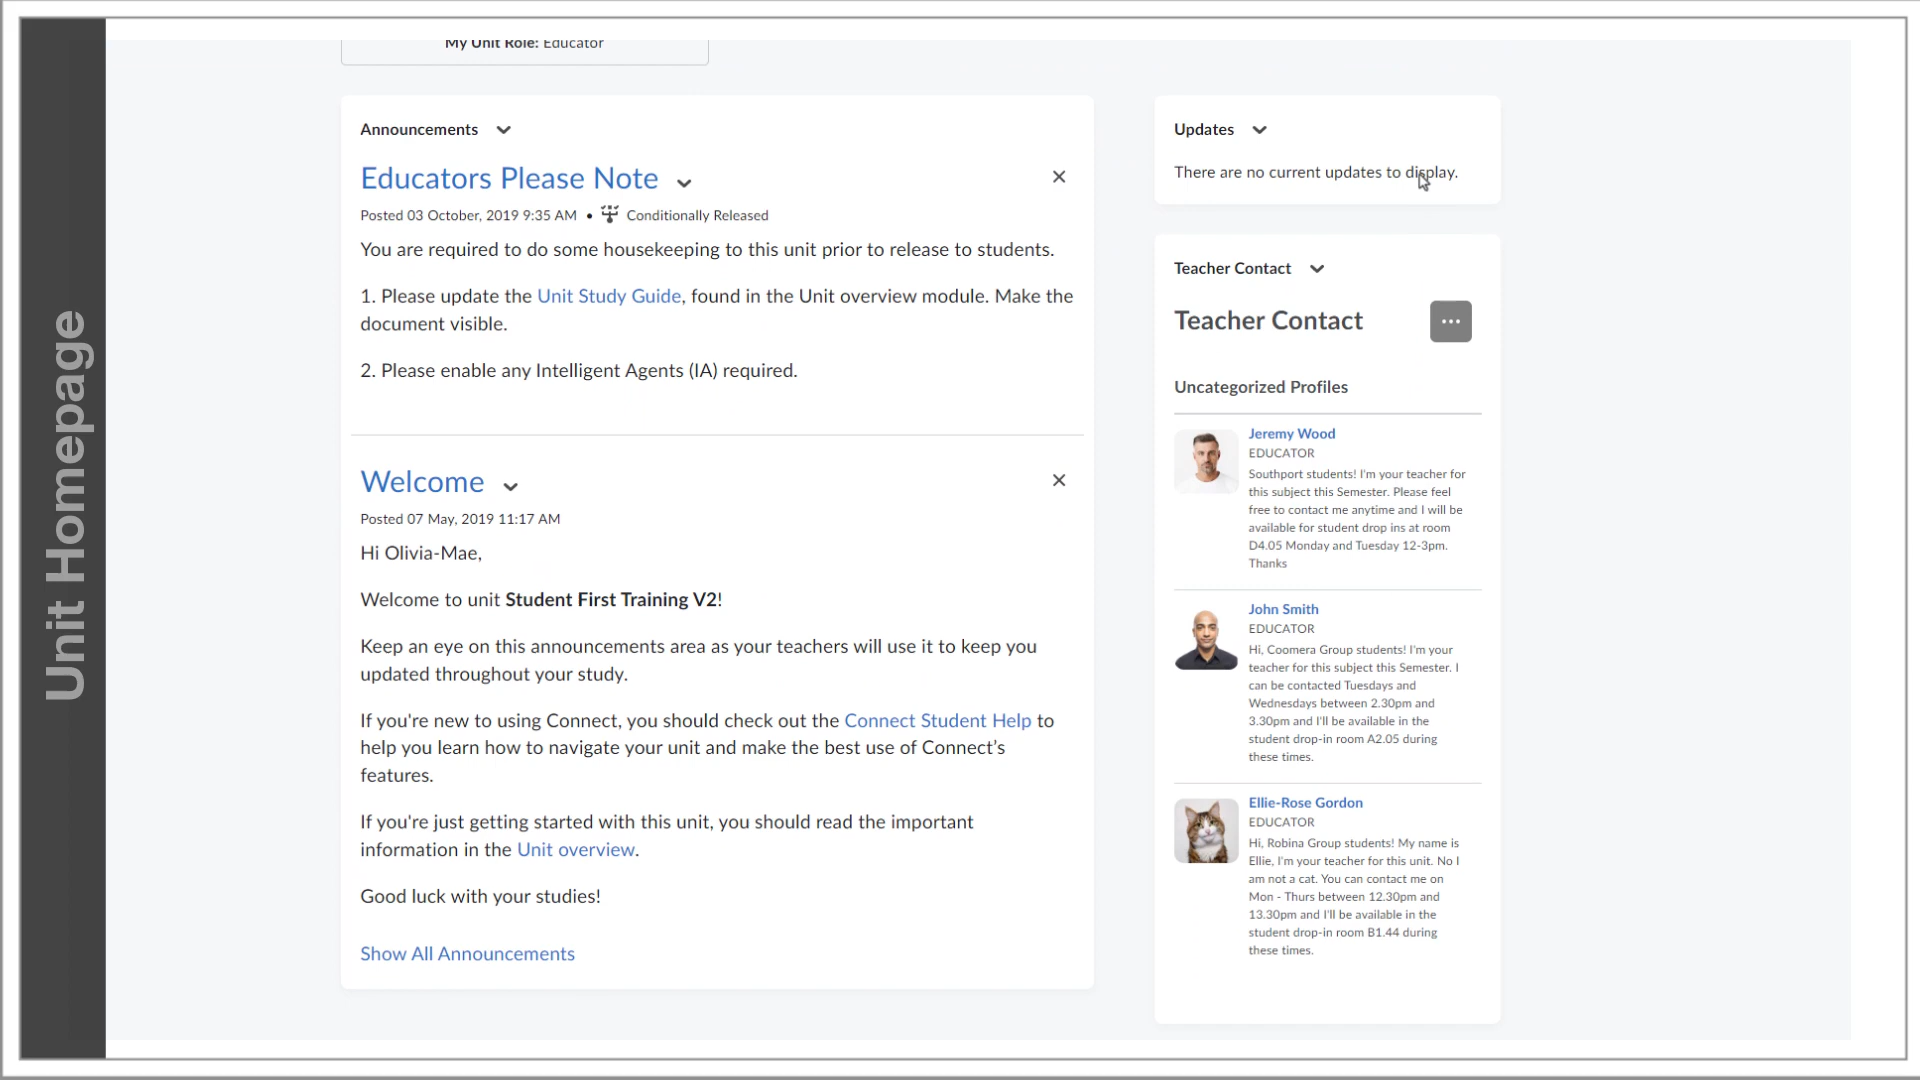 Unit Homepage
My Unit Role: Educator
Announcements
Educators Please Note
Posted 03 October, 2019 9:35 AM • Conditionally Released
You are required to do some housekeeping to this unit prior to release to students.
1. Please update the Unit Study Guide, found in the Unit overview module. Make the
document visible.
2. Please enable any Intelligent Agents (IA) required.
Welcome
Posted 07 May, 2019 11:17 AM
Hi Olivia-Mae,
Welcome to unit Student First Training V2!
Keep an eye on this announcements area as your teachers will use it to keep you
updated throughout your study.
If you're new to using Connect, you should check out the Connect Student Help to
help you learn how to navigate your unit and make the best use of Connect’s
features.
If you're just getting started with this unit, you should read the important
information in the Unit overview.
Good luck with your studies!
Show All Announcements
Updates
There are no current updates to display.
Teacher Contact
Teacher Contact
Uncategorized Profiles
Jeremy Wood
EDUCATOR
Southport students! I'm your teacher for
this subject this Semester. Please feel
free to contact me anytime and I will be
available for student drop ins at room
D4.05 Monday and Tuesday 12-3pm.
Thanks
John Smith
EDUCATOR
Hi, Coomera Group students! I'm your
teacher for this subject this Semester. I
can be contacted Tuesdays and
Wednesdays between 2.30pm and
3.30pm and I'll be available in the
student drop-in room A2.05 during
these times.
Ellie-Rose Gordon
EDUCATOR
Hi, Robina Group students! My name is
Ellie, I'm your teacher for this unit. No I
am not a cat. You can contact me on
Mon - Thurs between 12.30pm and
13.30pm and I'll be available in the
student drop-in room B1.44 during
these times.